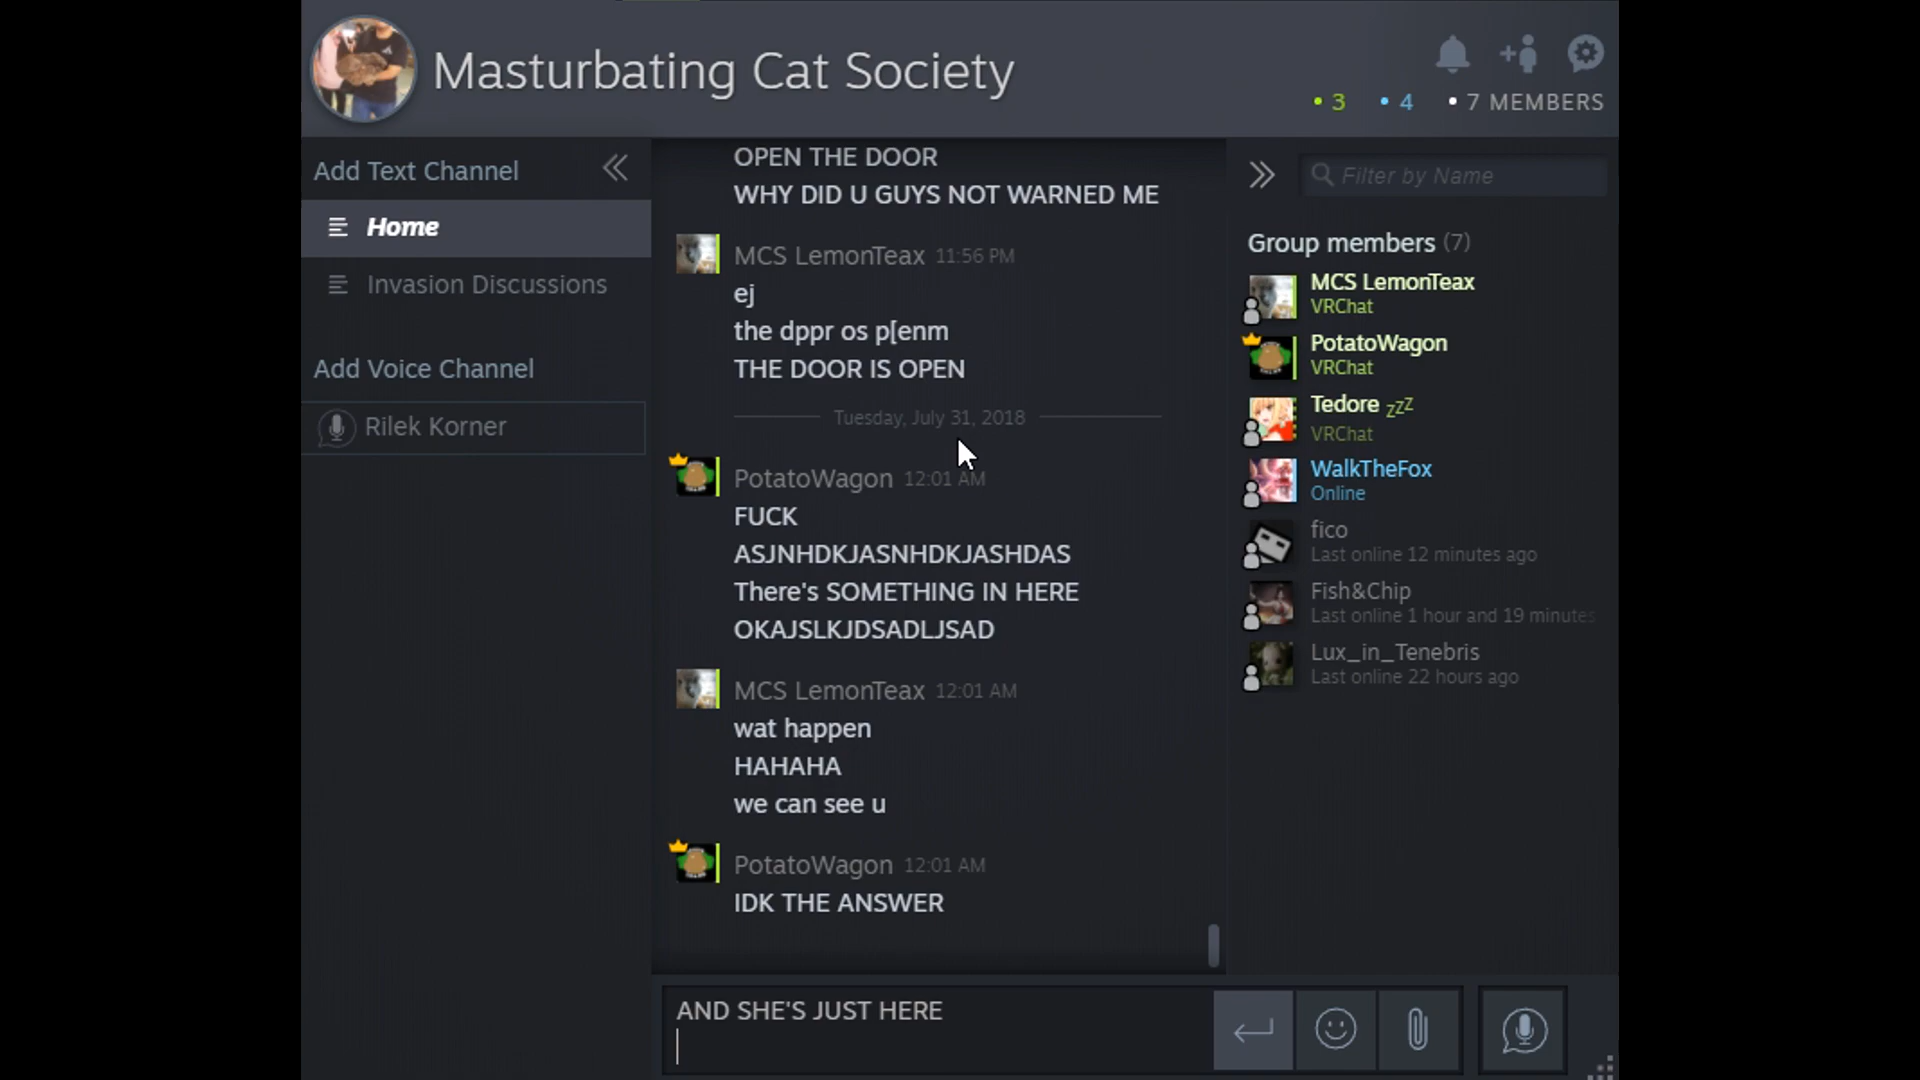 Masturbating Cat Society
3 4 7 MEMBERS
Add Text Channel
Home
Invasion Discussions
Add Voice Channel
Rilek Korner
OPEN THE DOOR
WHY DID U GUYS NOT WARNED ME
MCS LemonTeax 11:56 PM
ej
the dppr os p[enm
THE DOOR IS OPEN
Tuesday, July 31, 2018
PotatoWagon 12:01 AM
FUCK
ASJNHDKJASNHDKJASHDAS
There's SOMETHING IN HERE
OKAJSLKJDSADLJSAD
MCS LemonTeax 12:01 AM
wat happen
HAHAHA
we can see u
PotatoWagon 12:01 AM
IDK THE ANSWER
AND SHE'S JUST HERE
Filter by Name
Group members (7)
MCS LemonTeax
VRChat
PotatoWagon
VRChat
Tedore zzZ
VRChat
WalkTheFox
Online
fico
Last online 12 minutes ago
Fish&Chip
Last online 1 hour and 19 minutes
Lux_in_Tenebris
Last online 22 hours ago